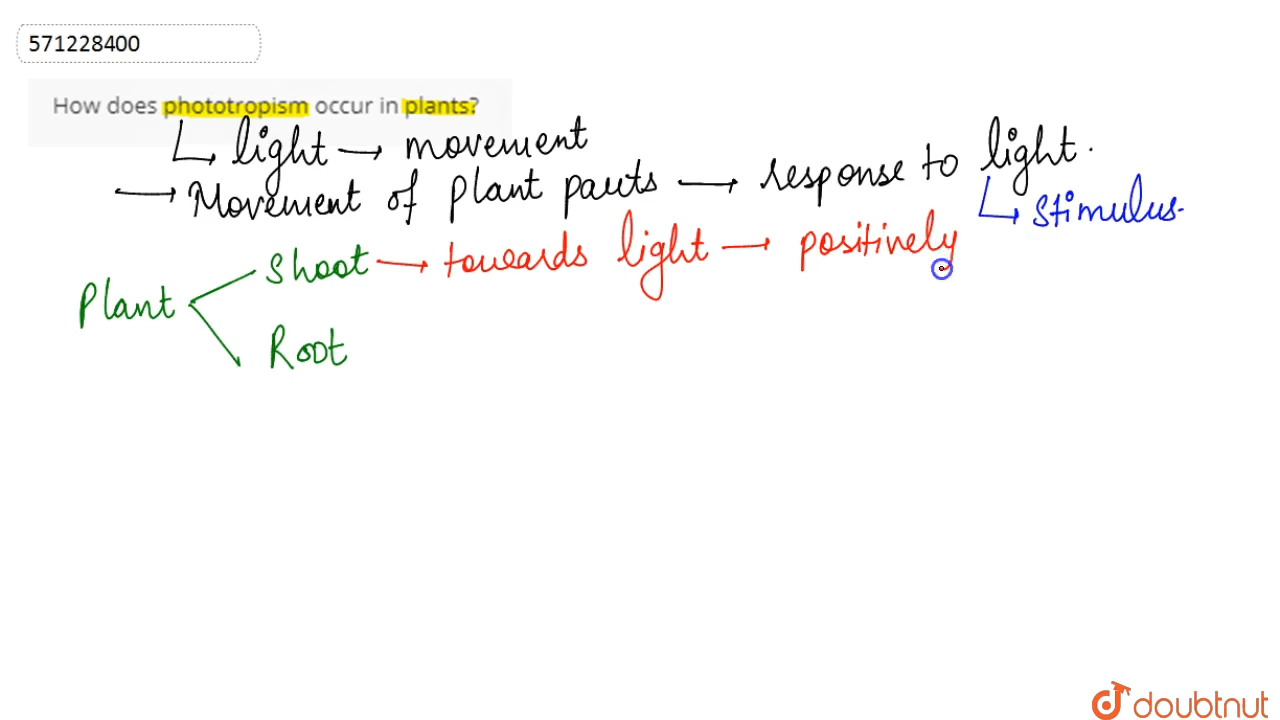 571228400
How does phototropism occur in plants?
light → movement
→ Movement of plant parts → response to light.
stimulus.
Shoot → towards light → positively
Plant
Root
doubtnut